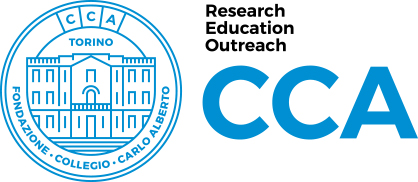 CCA
TORINO
FONDAZIONE · COLLEGIO · CARLO ALBERTO
Research
Education
Outreach
CCA